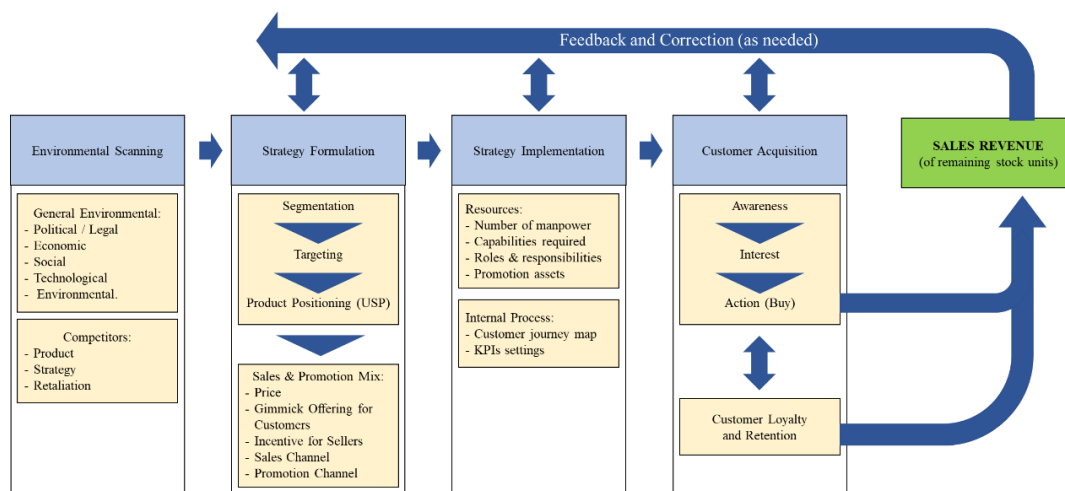 Feedback and Correction (as needed)
Environmental Scanning
General Environmental:
- Political / Legal
- Economic
- Social
- Technological
- Environmental.
Competitors:
- Product
- Strategy
- Retaliation
Strategy Formulation
Segmentation
Targeting
Product Positioning (USP)
Sales & Promotion Mix:
- Price
- Gimmick Offering for
Customers
- Incentive for Sellers
- Sales Channel
- Promotion Channel
Strategy Implementation
Resources:
- Number of manpower
- Capabilities required
- Roles & responsibilities
- Promotion assets
Internal Process:
- Customer journey map
- KPIs settings
Customer Acquisition
Awareness
Interest
Action (Buy)
Customer Loyalty
and Retention
SALES REVENUE
(of remaining stock units)